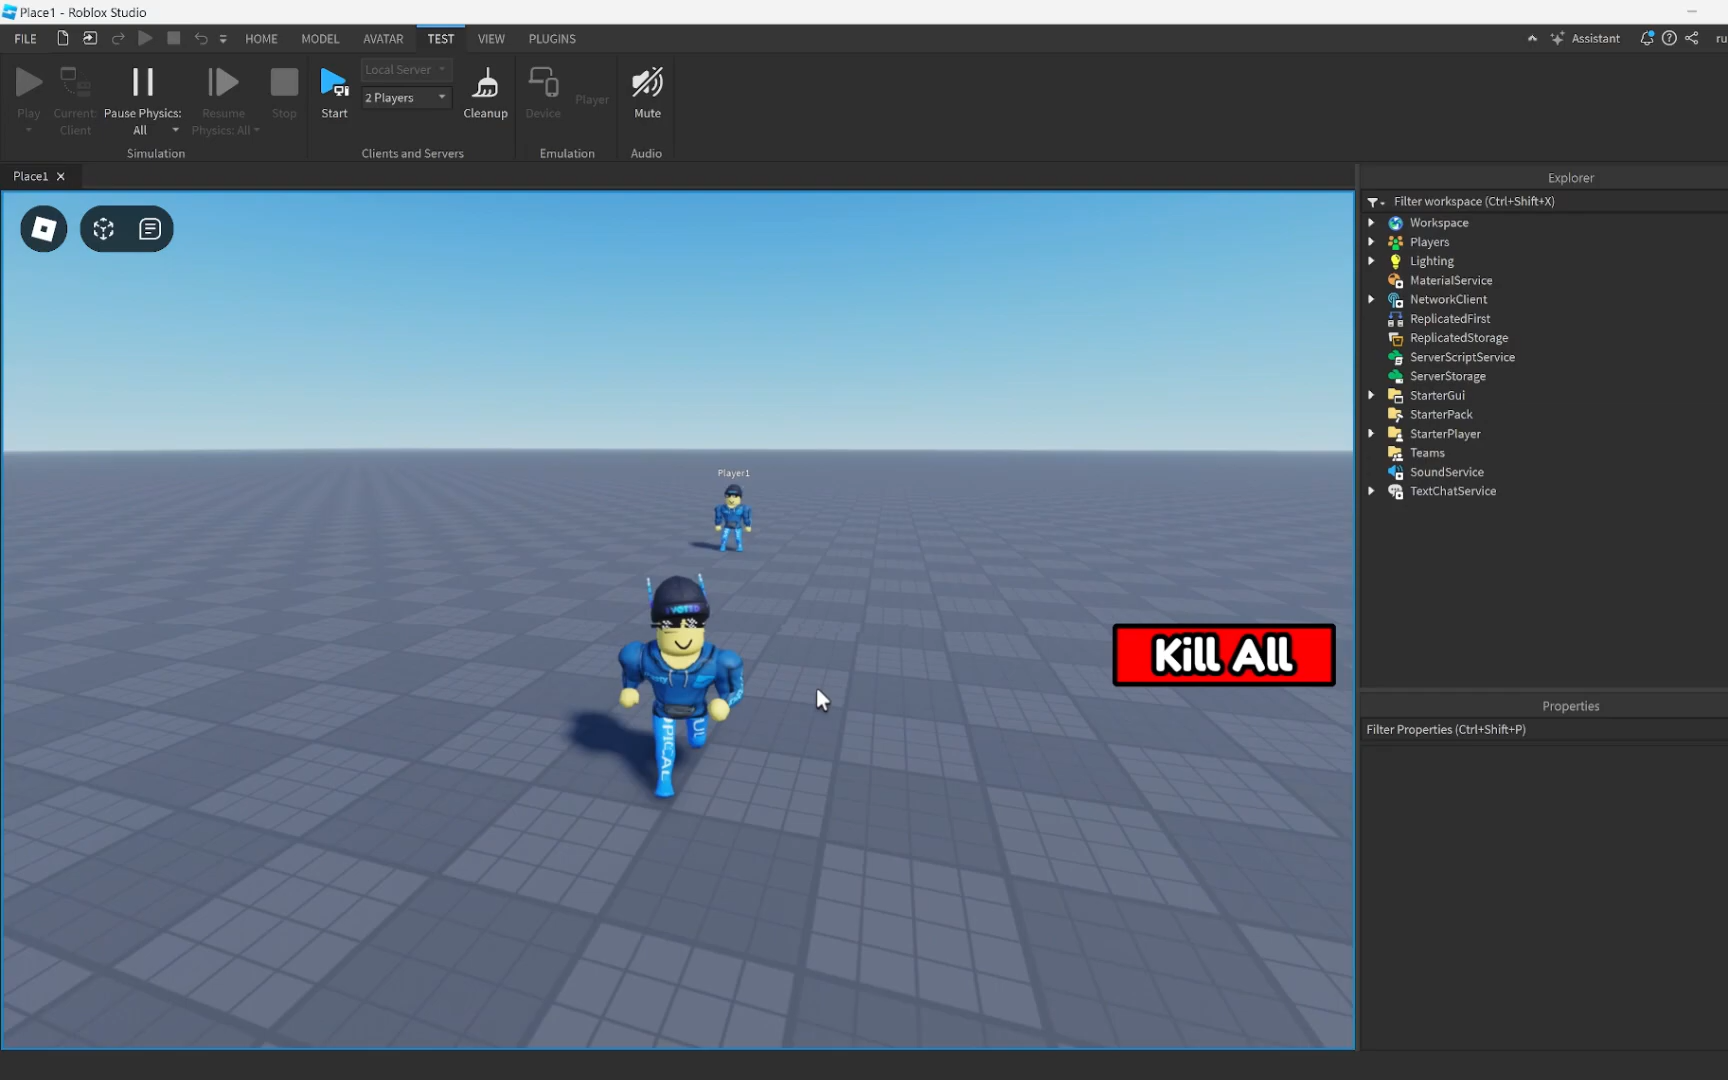 Place1 - Roblox Studio
FILE
HOME
MODEL
AVATAR
TEST
VIEW
PLUGINS
Assistant
ru
Play
Current:
Client
Pause Physics:
All
Resume
Physics: All
Stop
Simulation
Start
Local Server
2 Players
Cleanup
Clients and Servers
Device
Player
Emulation
Mute
Audio
Place1
Explorer
Filter workspace (Ctrl+Shift+X)
Workspace
Players
Lighting
MaterialService
NetworkClient
ReplicatedFirst
ReplicatedStorage
ServerScriptService
ServerStorage
StarterGui
StarterPack
StarterPlayer
Teams
SoundService
TextChatService
Player1
Kill All
Properties
Filter Properties (Ctrl+Shift+P)